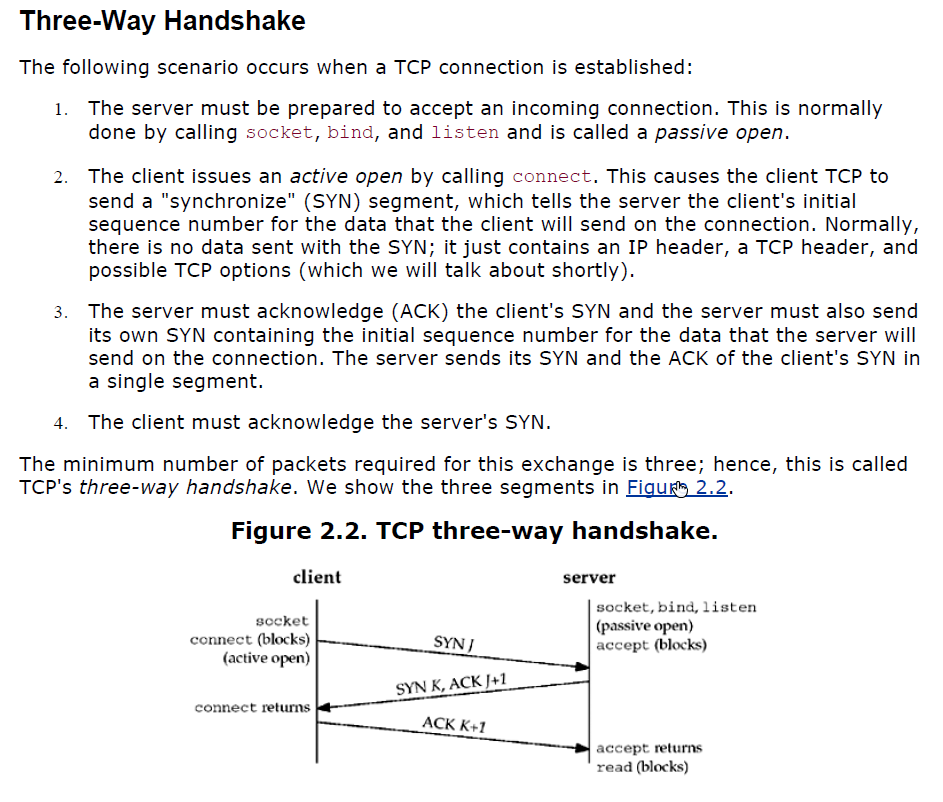 Three-Way Handshake
The following scenario occurs when a TCP connection is established:
1. The server must be prepared to accept an incoming connection. This is normally
done by calling socket, bind, and listen and is called a passive open.
2. The client issues an active open by calling connect. This causes the client TCP to
send a "synchronize" (SYN) segment, which tells the server the client's initial
sequence number for the data that the client will send on the connection. Normally,
there is no data sent with the SYN; it just contains an IP header, a TCP header, and
possible TCP options (which we will talk about shortly).
3. The server must acknowledge (ACK) the client's SYN and the server must also send
its own SYN containing the initial sequence number for the data that the server will
send on the connection. The server sends its SYN and the ACK of the client's SYN in
a single segment.
4. The client must acknowledge the server's SYN.
The minimum number of packets required for this exchange is three; hence, this is called
TCP's three-way handshake. We show the three segments in Figure 2.2.
Figure 2.2. TCP three-way handshake.
client
server
socket
connect (blocks)
(active open)
socket, bind, listen
(passive open)
accept (blocks)
SYN J
SYN K, ACK J+1
connect returns
ACK K+1
accept returns
read (blocks)